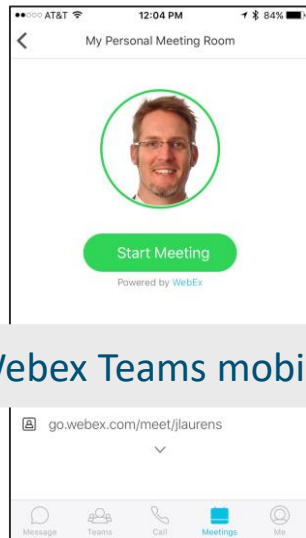 AT&T 12:04 PM 84%
My Personal Meeting Room
Start Meeting
Powered by WebEx
Webex Teams mobi
go.webex.com/meet/jlaurens
Message Teams Call Meetings Me